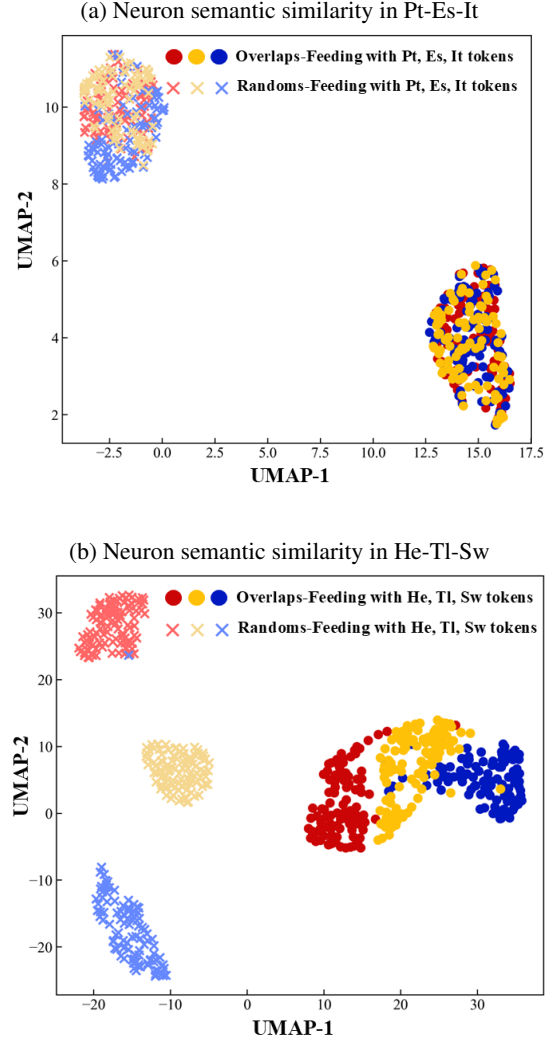 (a) Neuron semantic similarity in Pt-Es-It
Overlaps-Feeding with Pt, Es, It tokens
Randoms-Feeding with Pt, Es, It tokens
10
8
6
4
2
UMAP-2
−2.5 0.0 2.5 5.0 7.5 10.0 12.5 15.0 17.5
UMAP-1
(b) Neuron semantic similarity in He-Tl-Sw
Overlaps-Feeding with He, Tl, Sw tokens
Randoms-Feeding with He, Tl, Sw tokens
30
20
10
0
−10
−20
UMAP-2
−20 −10 0 10 20 30
UMAP-1